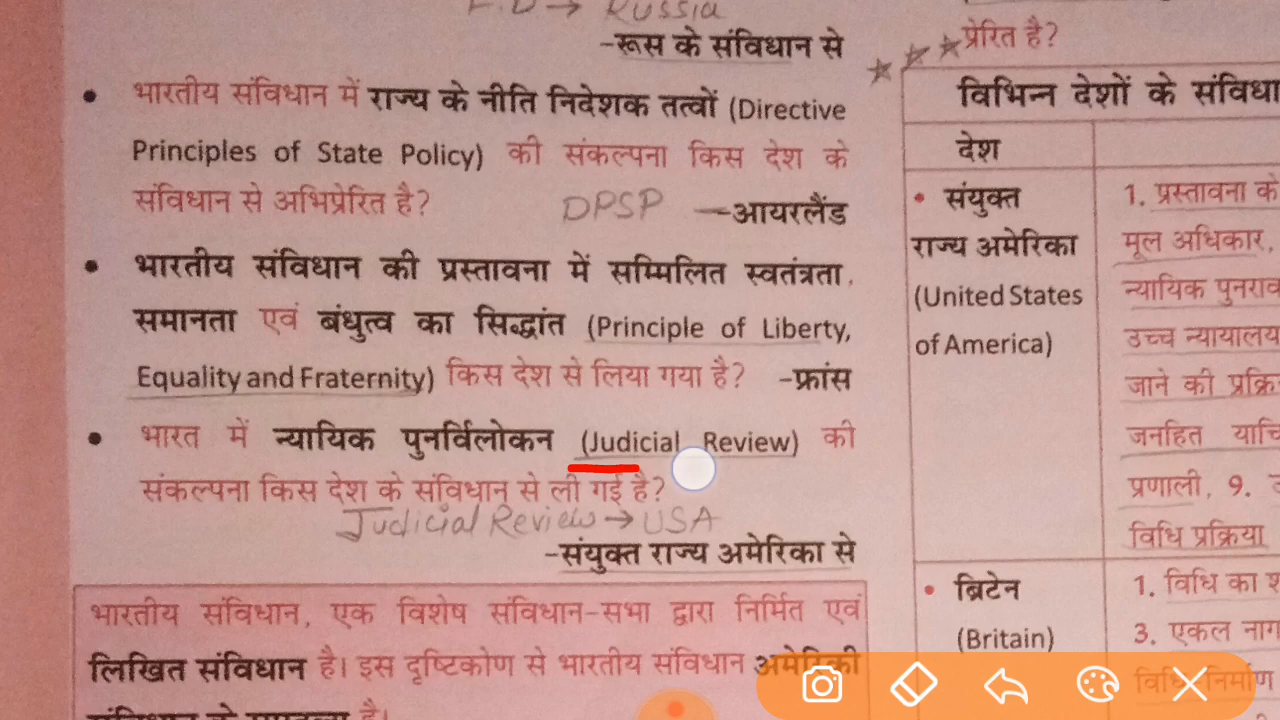 F.D → RUSSIA
-रूस के संविधान से
• भारतीय संविधान में राज्य के नीति निदेशक तत्वों (Directive
Principles of State Policy) की संकल्पना किस देश के
संविधान से अभिप्रेरित है?
DPSP —आयरलैंड
• भारतीय संविधान की प्रस्तावना में सम्मिलित स्वतंत्रता,
समानता एवं बंधुत्व का सिद्धांत (Principle of Liberty,
Equality and Fraternity) किस देश से लिया गया है? -फ्रांस
• भारत में न्यायिक पुनर्विलोकन (Judicial Review) की
संकल्पना किस देश के संविधान से ली गई है?
Judicial Review → USA
-संयुक्त राज्य अमेरिका से
भारतीय संविधान, एक विशेष संविधान-सभा द्वारा निर्मित एवं
लिखित संविधान है। इस दृष्टिकोण से भारतीय संविधान अमेरिकी
है।
प्रेरित है?
विभिन्न देशों के संविधा
देश
• संयुक्त
राज्य अमेरिका
(United States
of America)
1. प्रस्तावना के
मूल अधिकार,
न्यायिक पुनराव
उच्च न्यायालय
जाने की प्रक्रि
जनहित याचि
प्रणाली, 9.
विधि प्रक्रिया
• ब्रिटेन
(Britain)
1. विधि का श
3. एकल नाग
विधि निर्माण